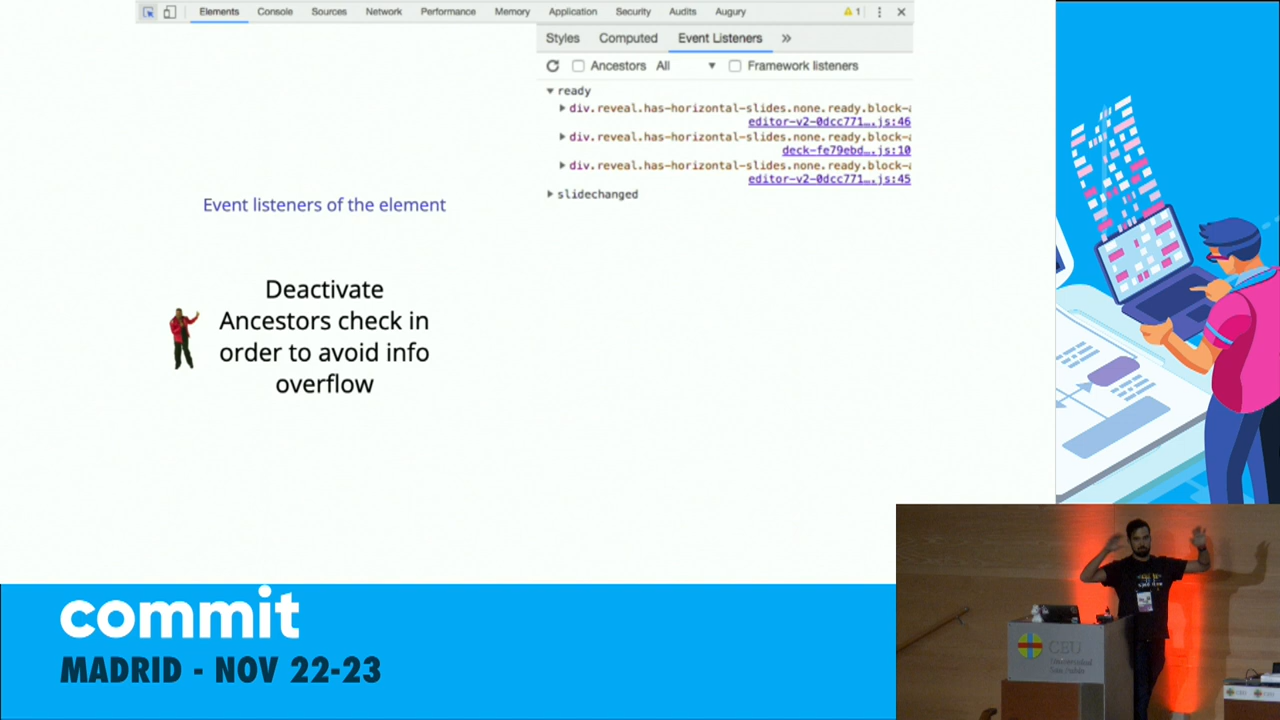 Elements Console Sources Network Performance Memory Application Security Audits Augury 1
Styles Computed Event Listeners
Ancestors All Framework listeners
ready
div.reveal.has-horizontal-slides.none.ready.block-
editor-v2-0dcc771….js:46
div.reveal.has-horizontal-slides.none.ready.block-
deck-fe79ebd….js:10
div.reveal.has-horizontal-slides.none.ready.block-
editor-v2-0dcc771….js:45
slidechanged
Event listeners of the element
Deactivate
Ancestors check in
order to avoid info
overflow
commit
MADRID - NOV 22-23
CEU
Universidad
San Pablo